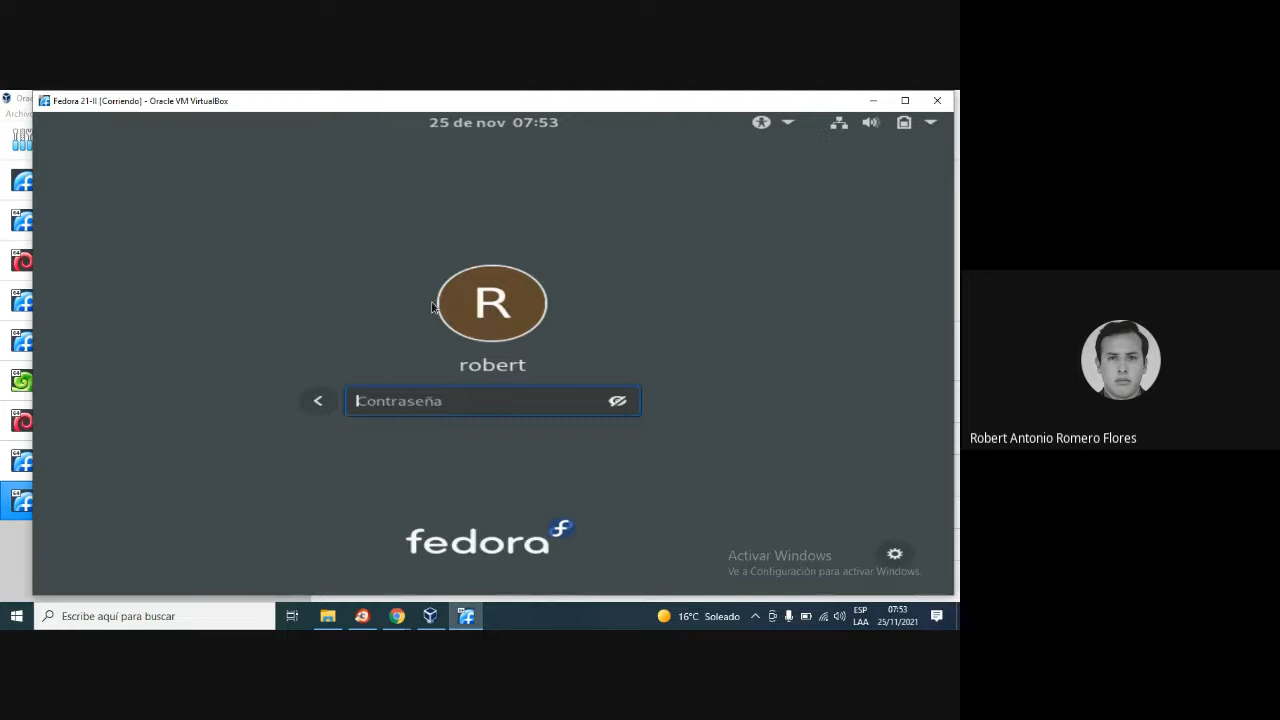 Fedora 21-II [Corriendo] - Oracle VM VirtualBox
Archivo
25 de nov 07:53
R
robert
Contraseña
fedora
Activar Windows
Ve a Configuración para activar Windows.
Escribe aquí para buscar
16°C Soleado
ESP
LAA
07:53
25/11/2021
Robert Antonio Romero Flores